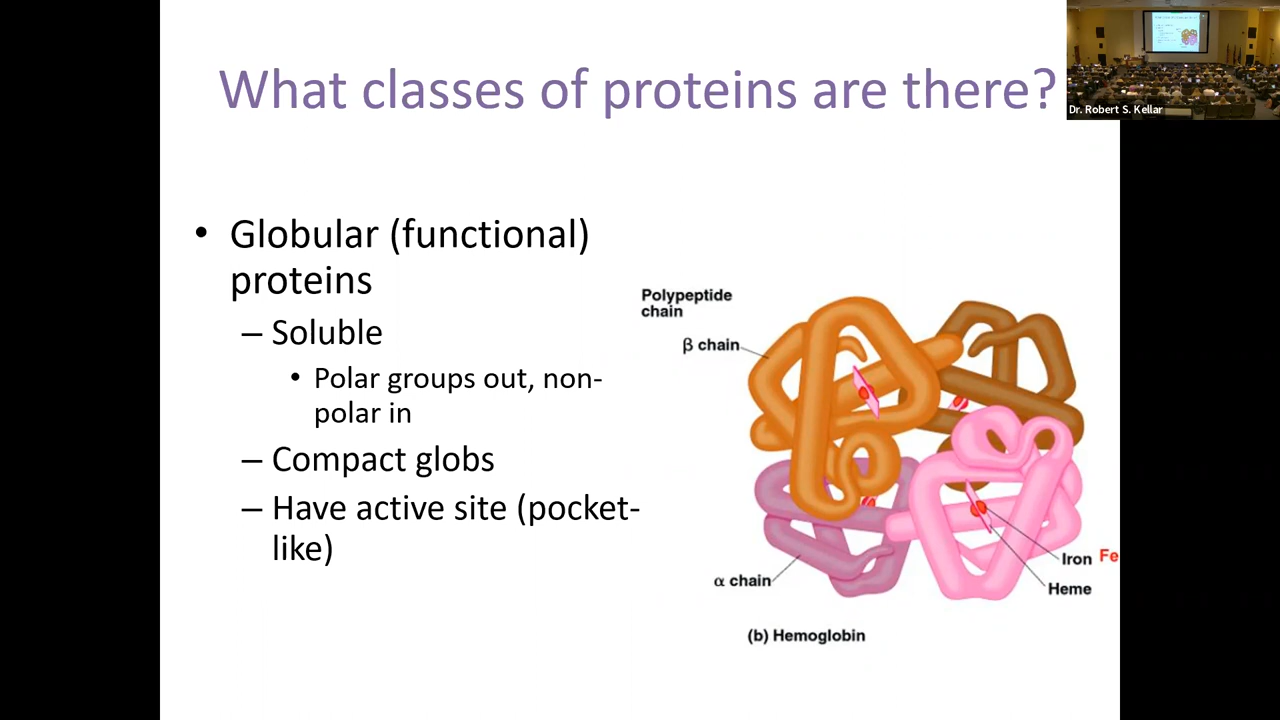 What classes of proteins are there?
Dr. Robert S. Kellar
• Globular (functional)
proteins
– Soluble
• Polar groups out, non-
polar in
– Compact globs
– Have active site (pocket-
like)
Polypeptide
chain
β chain
α chain
Iron Fe
Heme
(b) Hemoglobin